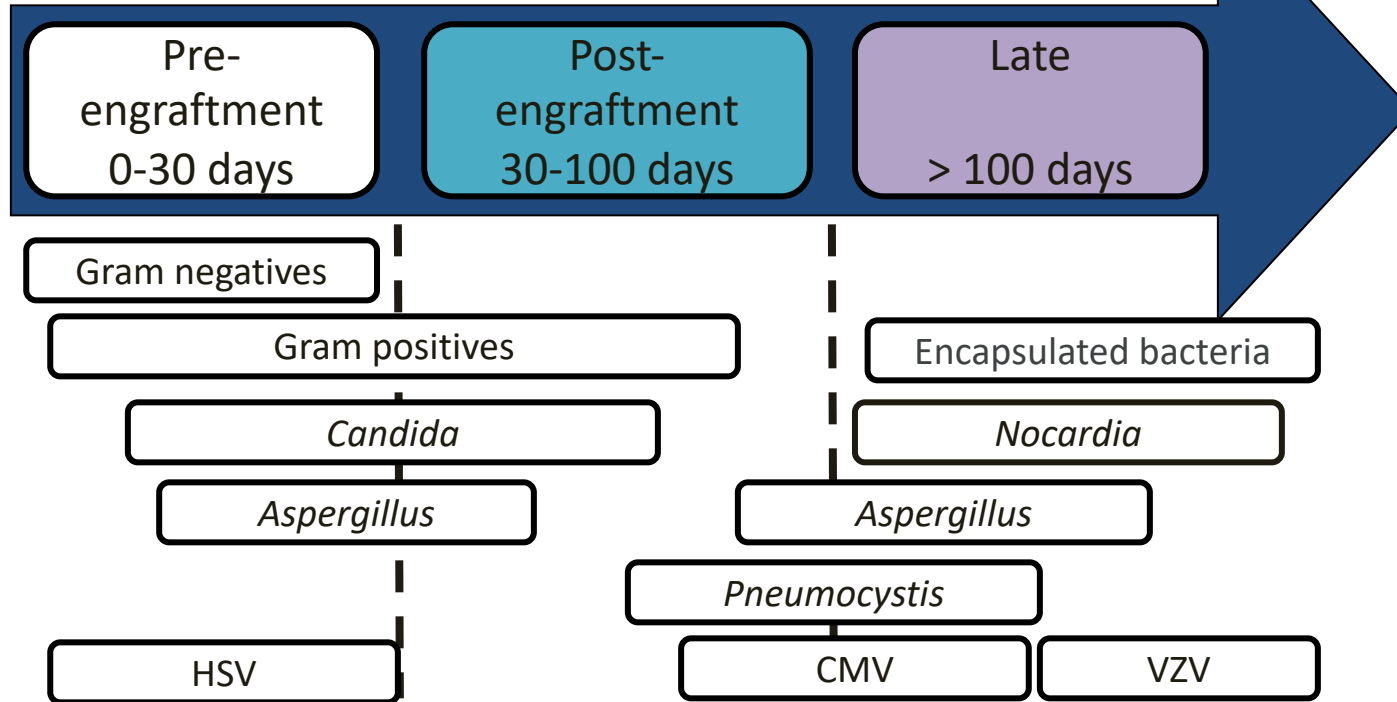 Pre-
engraftment
0-30 days
Post-
engraftment
30-100 days
Late
> 100 days
Gram negatives
Gram positives
Encapsulated bacteria
Candida
Nocardia
Aspergillus
Aspergillus
Pneumocystis
HSV
CMV
VZV